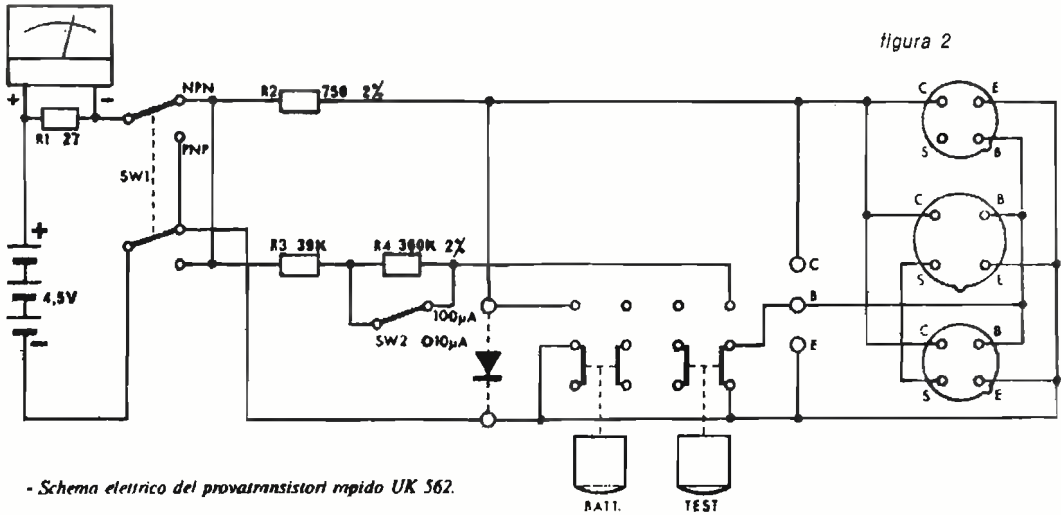 figura 2
+ -
R1 27
NPN
PNP
SW1
R2 750 2%
+
4,5V
-
R3 39K
R4 360K 2%
100µA
SW2 O10µA
C
B
E
C E
S B
C B
S E
C B
S E
BATT.
TEST
- Schema elettrico del provatransistori rapido UK 562.